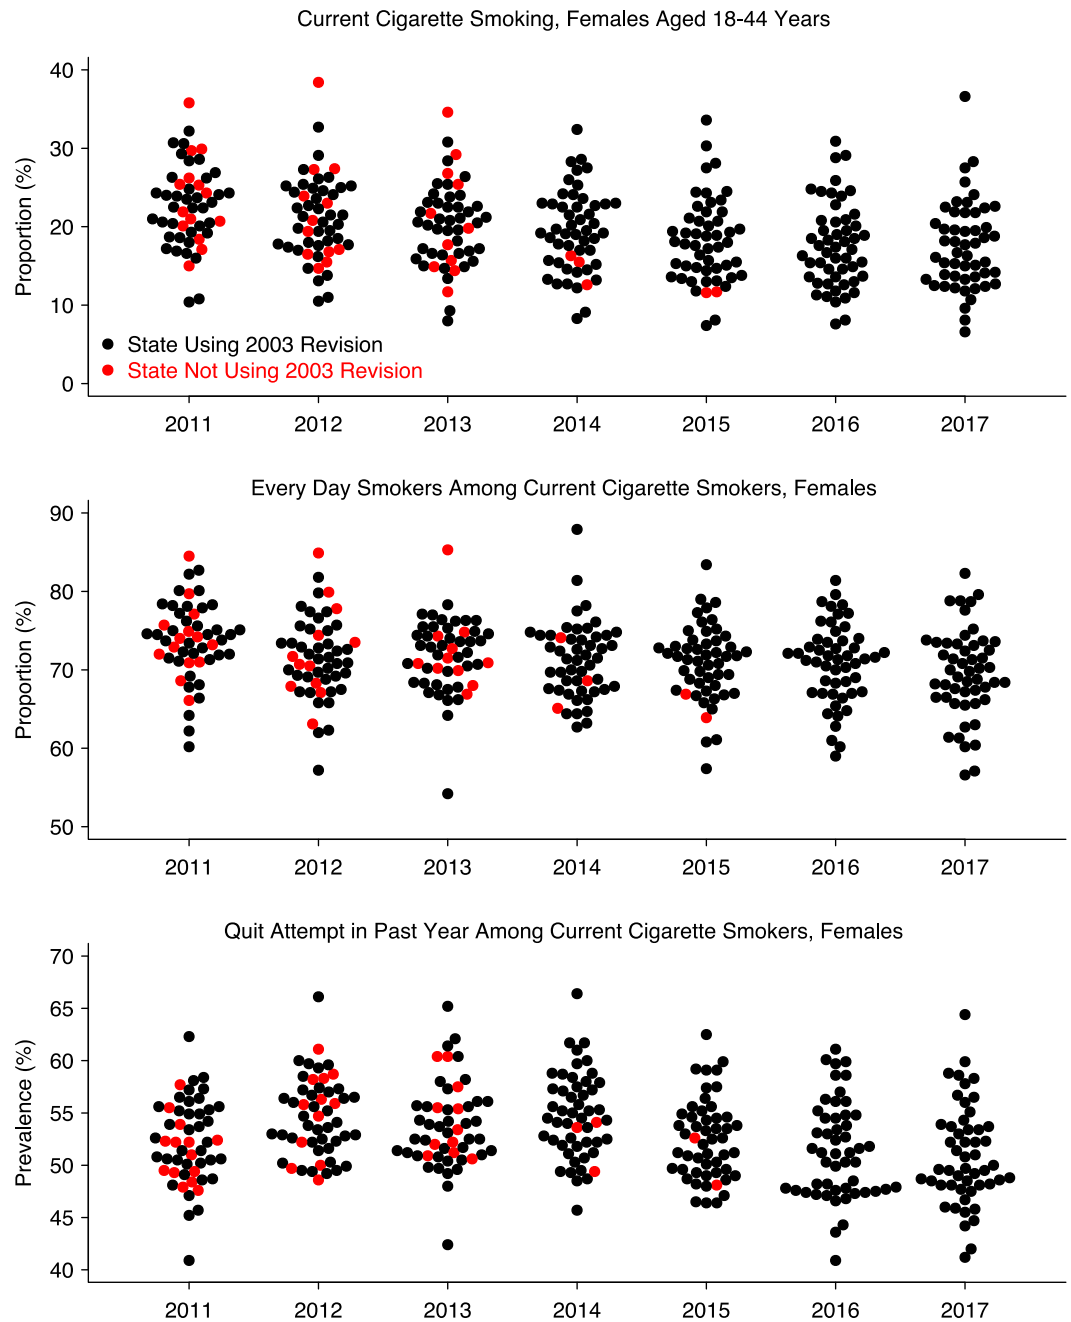 Current Cigarette Smoking, Females Aged 18-44 Years
40
30
20
10
0
Proportion (%)
State Using 2003 Revision
State Not Using 2003 Revision
2011 2012 2013 2014 2015 2016 2017
Every Day Smokers Among Current Cigarette Smokers, Females
90
80
70
60
50
Proportion (%)
2011 2012 2013 2014 2015 2016 2017
Quit Attempt in Past Year Among Current Cigarette Smokers, Females
70
65
60
55
50
45
40
Prevalence (%)
2011 2012 2013 2014 2015 2016 2017